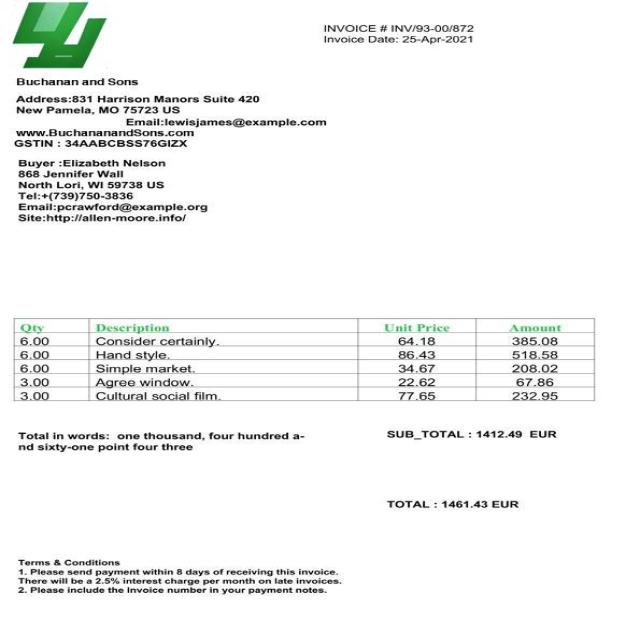 INVOICE # INV/93-00/872
Invoice Date: 25-Apr-2021
Buchanan and Sons
Address:831 Harrison Manors Suite 420
New Pamela, MO 75723 US
Email:lewisjames@example.com
www.BuchananandSons.com
GSTIN : 34AABCBSS76GIZX
Buyer :Elizabeth Nelson
868 Jennifer Wall
North Lori, WI 59738 US
Tel:+(739)750-3836
Email:pcrawford@example.org
Site:http://allen-moore.info/
Qty Description Unit Price Amount
6.00 Consider certainly. 64.18 385.08
6.00 Hand style. 86.43 518.58
6.00 Simple market. 34.67 208.02
3.00 Agree window. 22.62 67.86
3.00 Cultural social film. 77.65 232.95
Total in words: one thousand, four hundred a-
nd sixty-one point four three
SUB_TOTAL : 1412.49 EUR
TOTAL : 1461.43 EUR
Terms & Conditions
1. Please send payment within 8 days of receiving this invoice.
There will be a 2.5% interest charge per month on late invoices.
2. Please include the Invoice number in your payment notes.